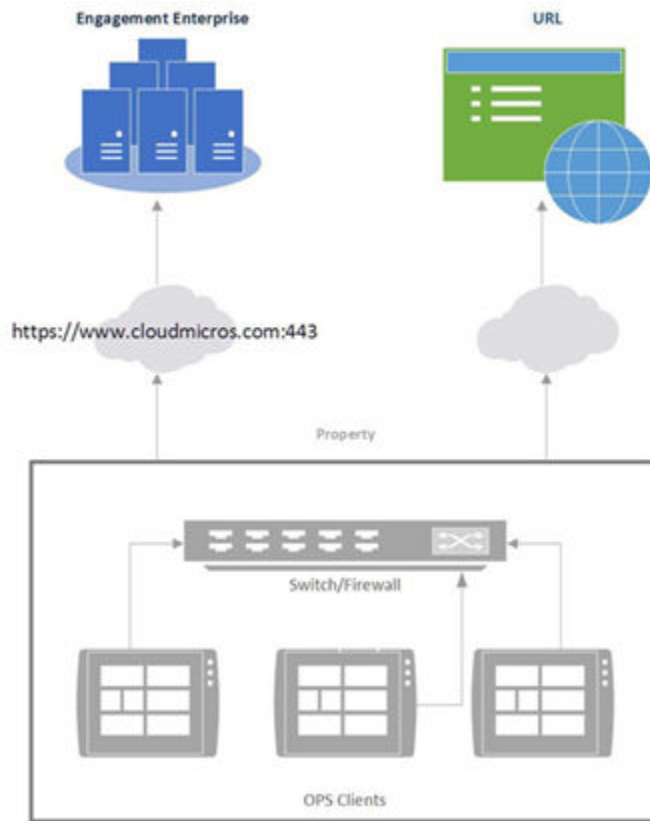 Engagement Enterprise
URL
https://www.cloudmicros.com:443
Property
Switch/Firewall
OPS Clients